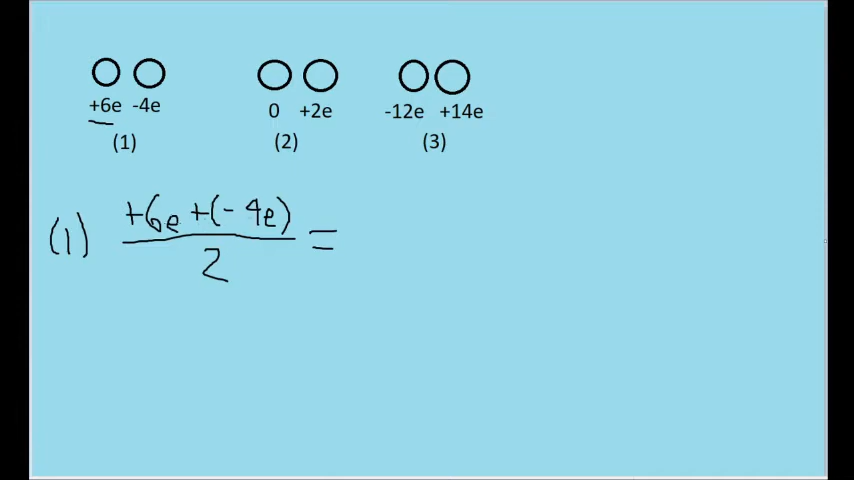 +6e -4e 0 +2e -12e +14e
(1) (2) (3)
(1) +6e +(-4e) =
2